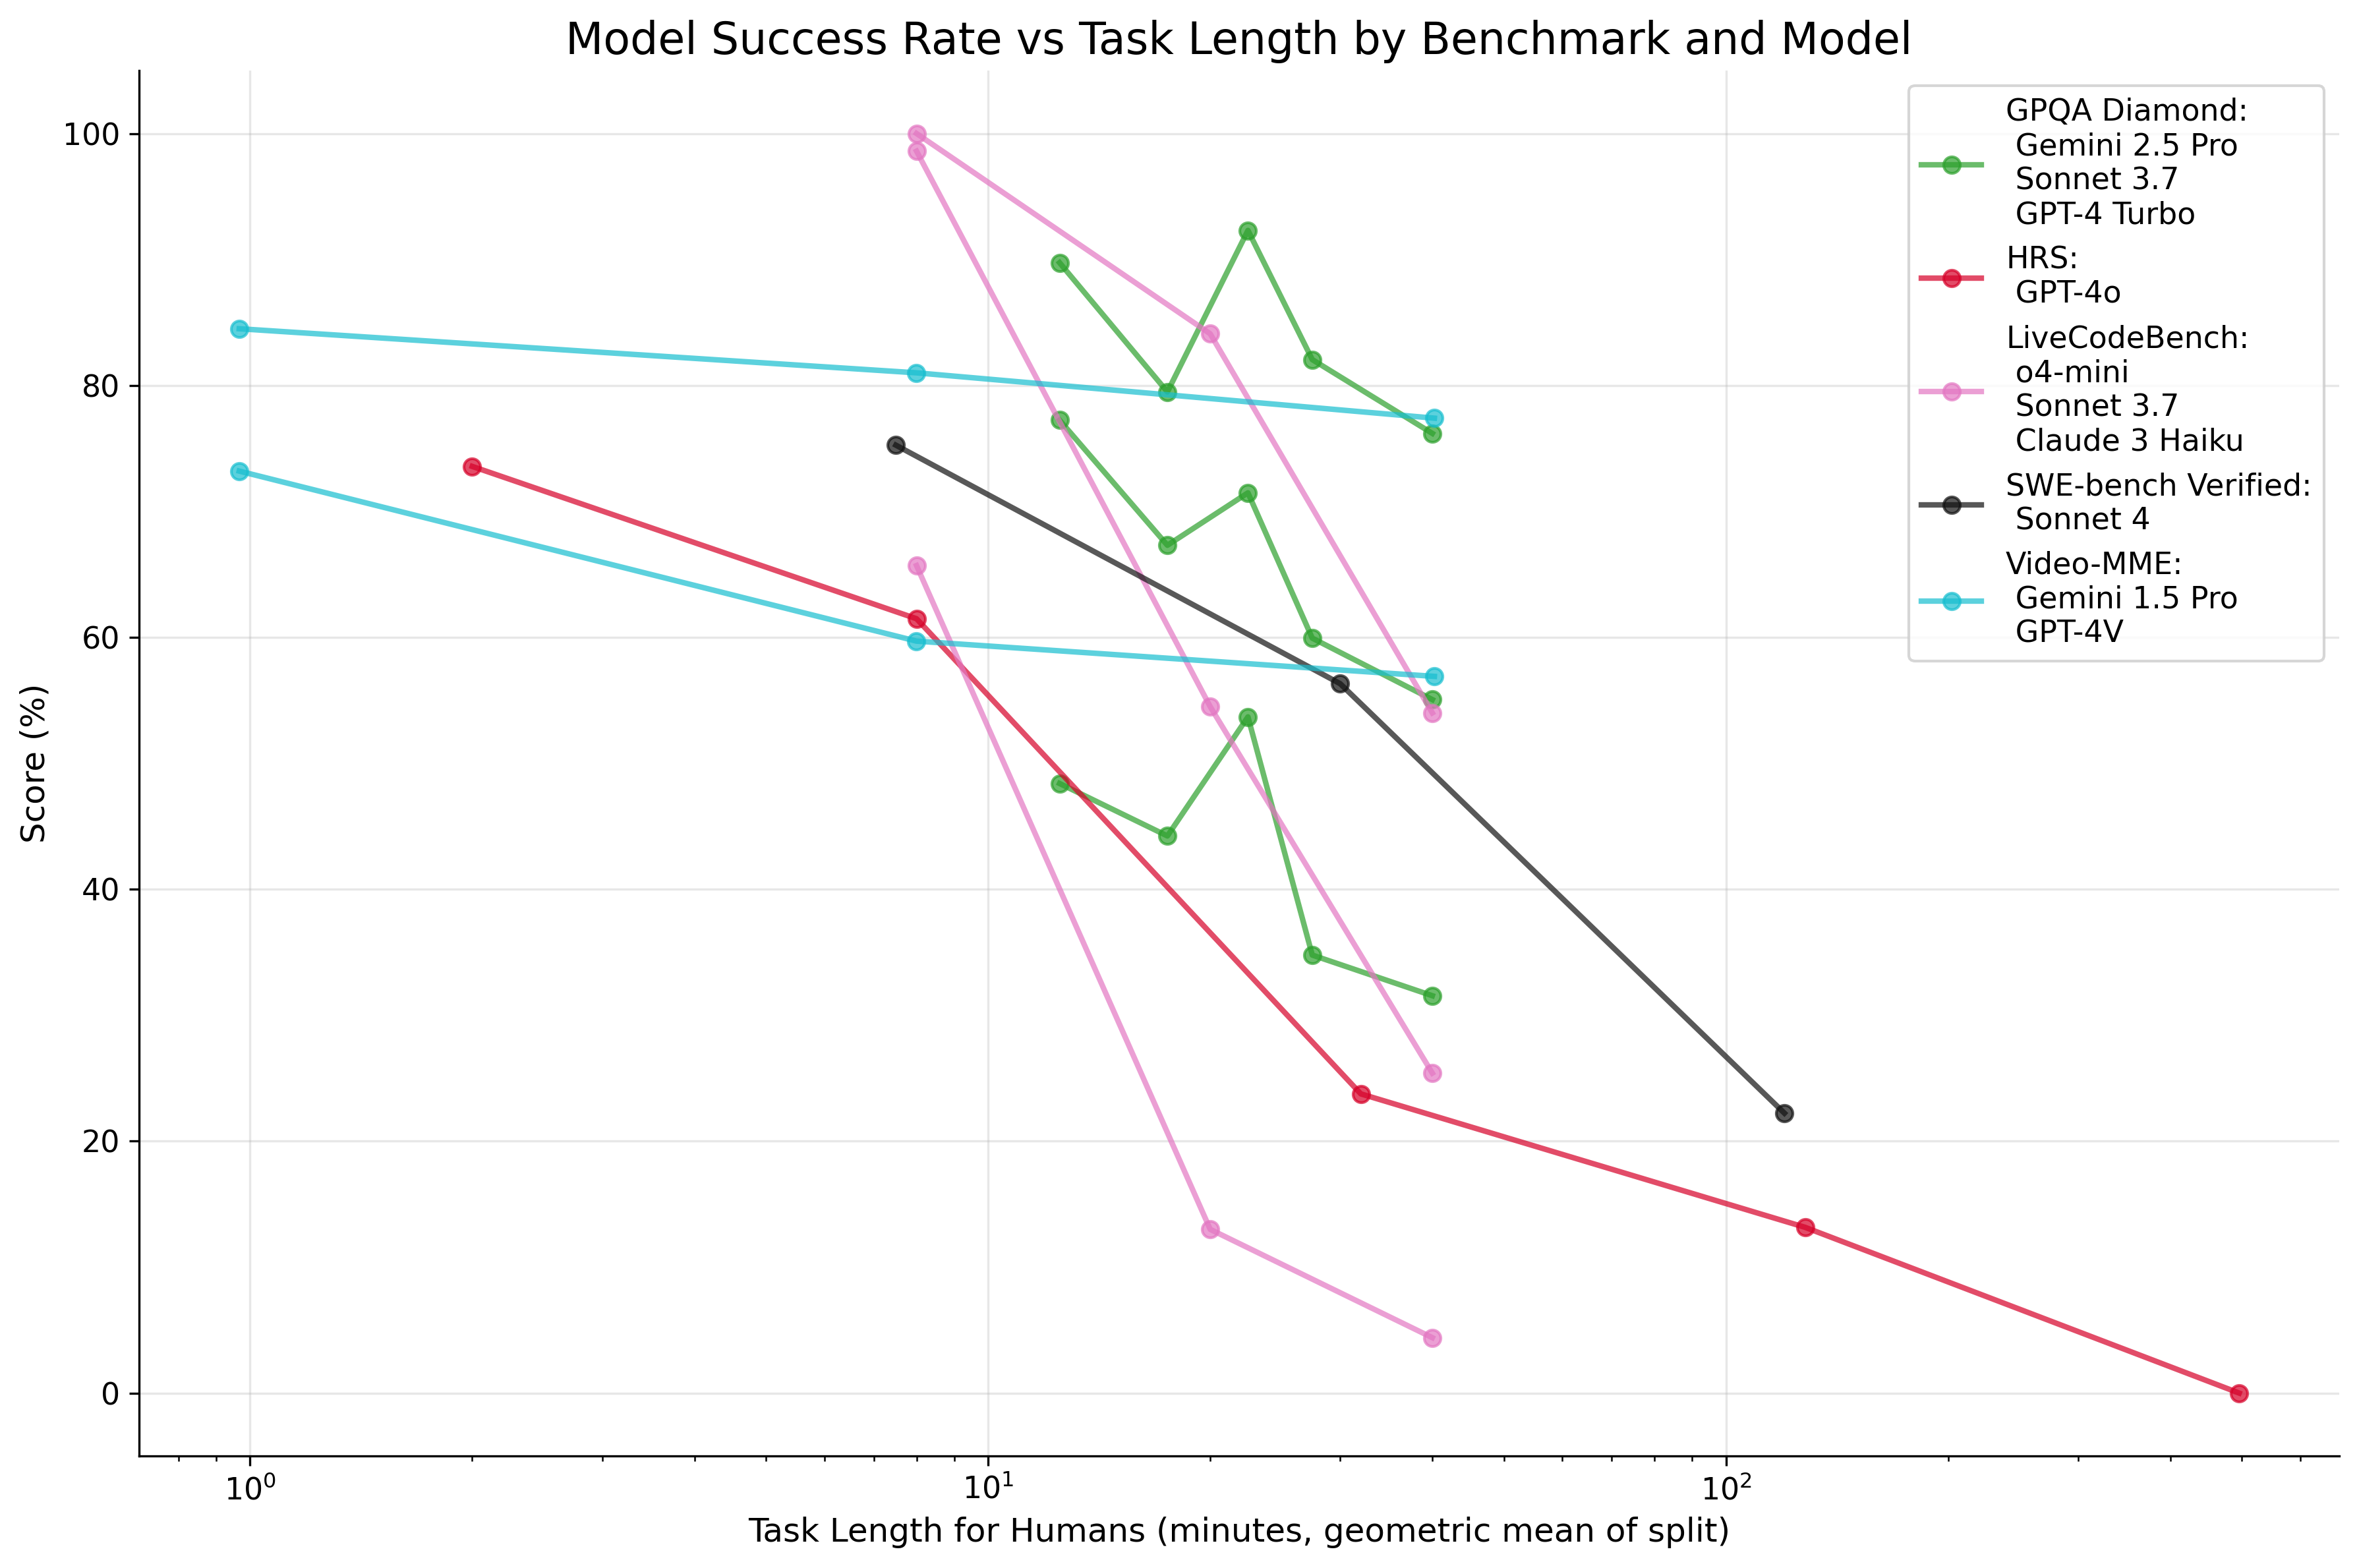 Model Success Rate vs Task Length by Benchmark and Model
Score (%)
100
80
60
40
20
0
10⁰
10¹
10²
Task Length for Humans (minutes, geometric mean of split)
GPQA Diamond:
Gemini 2.5 Pro
Sonnet 3.7
GPT-4 Turbo
HRS:
GPT-4o
LiveCodeBench:
o4-mini
Sonnet 3.7
Claude 3 Haiku
SWE-bench Verified:
Sonnet 4
Video-MME:
Gemini 1.5 Pro
GPT-4V